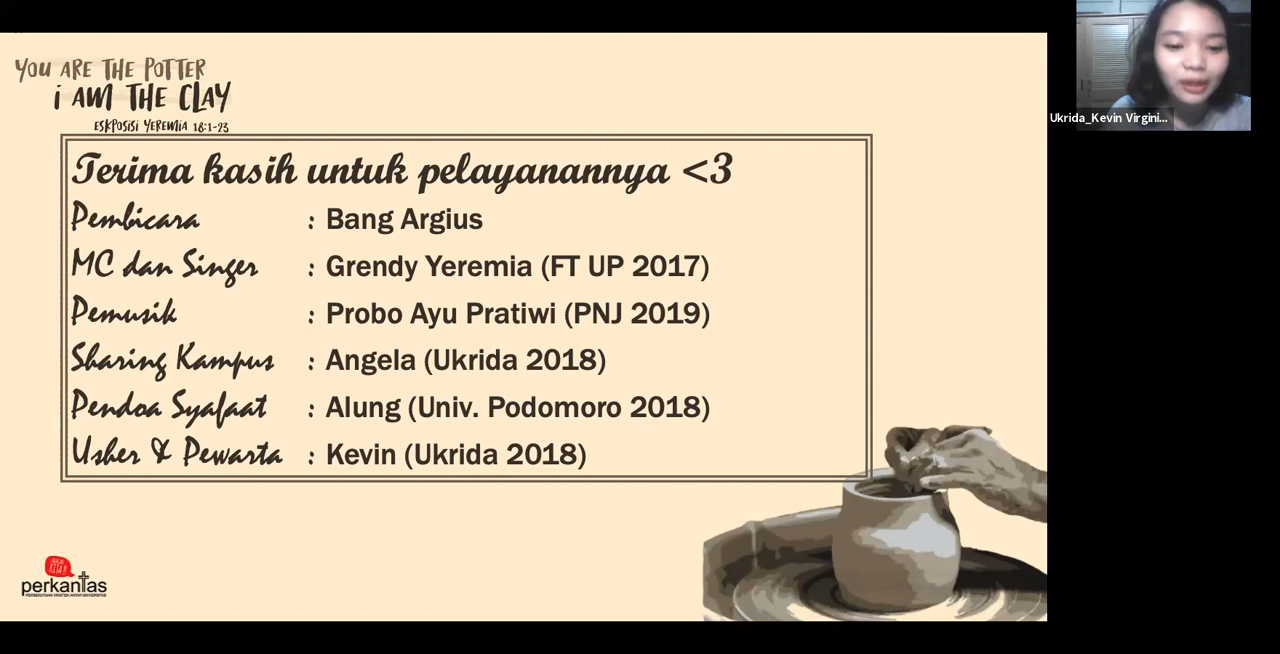 YOU ARE THE POTTER
i AM THE CLAY
ESKPOSISI YEREMIA 18:1-23
Terima kasih untuk pelayanannya <3
Pembicara : Bang Argius
MC dan Singer : Grendy Yeremia (FT UP 2017)
Pemusik : Probo Ayu Pratiwi (PNJ 2019)
Sharing Kampus : Angela (Ukrida 2018)
Pendoa Syafaat : Alung (Univ. Podomoro 2018)
Usher & Pewarta : Kevin (Ukrida 2018)
perkantas
Ukrida_Kevin Virgini...